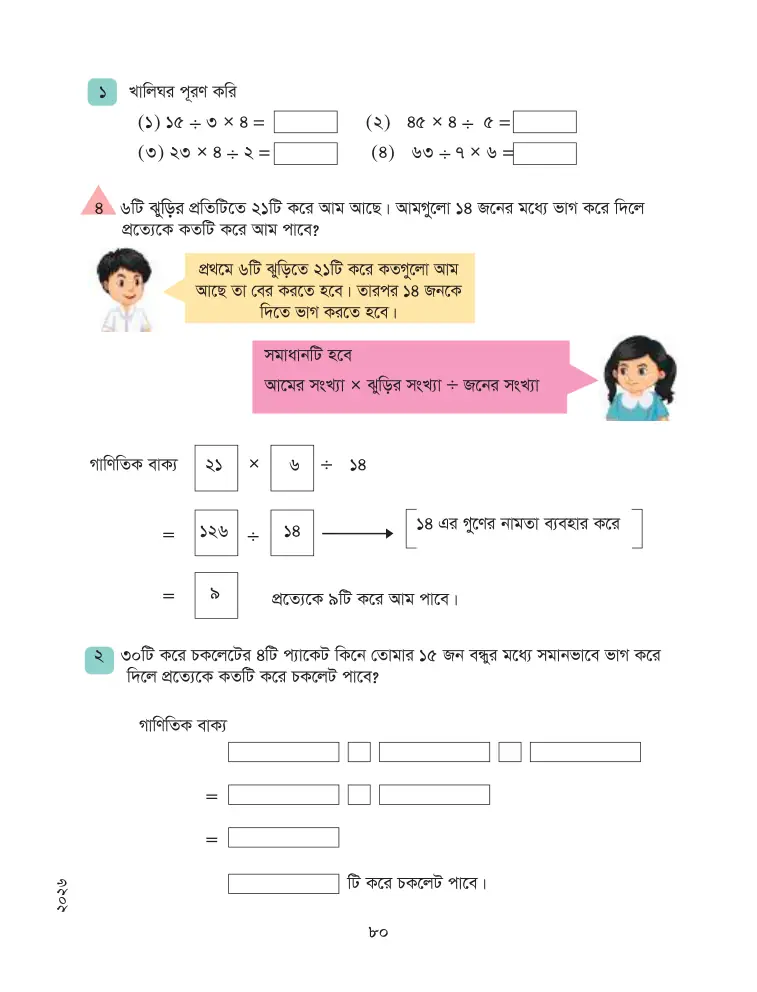 ১ খালিঘর পূরণ করি
(১) ১৫ ÷ ৩ × ৪ = (২) ৪৫ × ৪ ÷ ৫ =
(৩) ২৩ × ৪ ÷ ২ = (৪) ৬৩ ÷ ৭ × ৬ =
৪ ৬টি ঝুড়ির প্রতিটিতে ২১টি করে আম আছে। আমগুলো ১৪ জনের মধ্যে ভাগ করে দিলে
প্রত্যেকে কতটি করে আম পাবে?
প্রথমে ৬টি ঝুড়িতে ২১টি করে কতগুলো আম
আছে তা বের করতে হবে। তারপর ১৪ জনকে
দিতে ভাগ করতে হবে।
সমাধানটি হবে
আমের সংখ্যা × ঝুড়ির সংখ্যা ÷ জনের সংখ্যা
গাণিতিক বাক্য ২১ × ৬ ÷ ১৪
= ১২৬ ÷ ১৪ ১৪ এর গুণের নামতা ব্যবহার করে
= ৯ প্রত্যেকে ৯টি করে আম পাবে।
২ ৩০টি করে চকলেটের ৪টি প্যাকেট কিনে তোমার ১৫ জন বন্ধুর মধ্যে সমানভাবে ভাগ করে
দিলে প্রত্যেকে কতটি করে চকলেট পাবে?
গাণিতিক বাক্য
=
=
টি করে চকলেট পাবে।
২০২৬
৮০